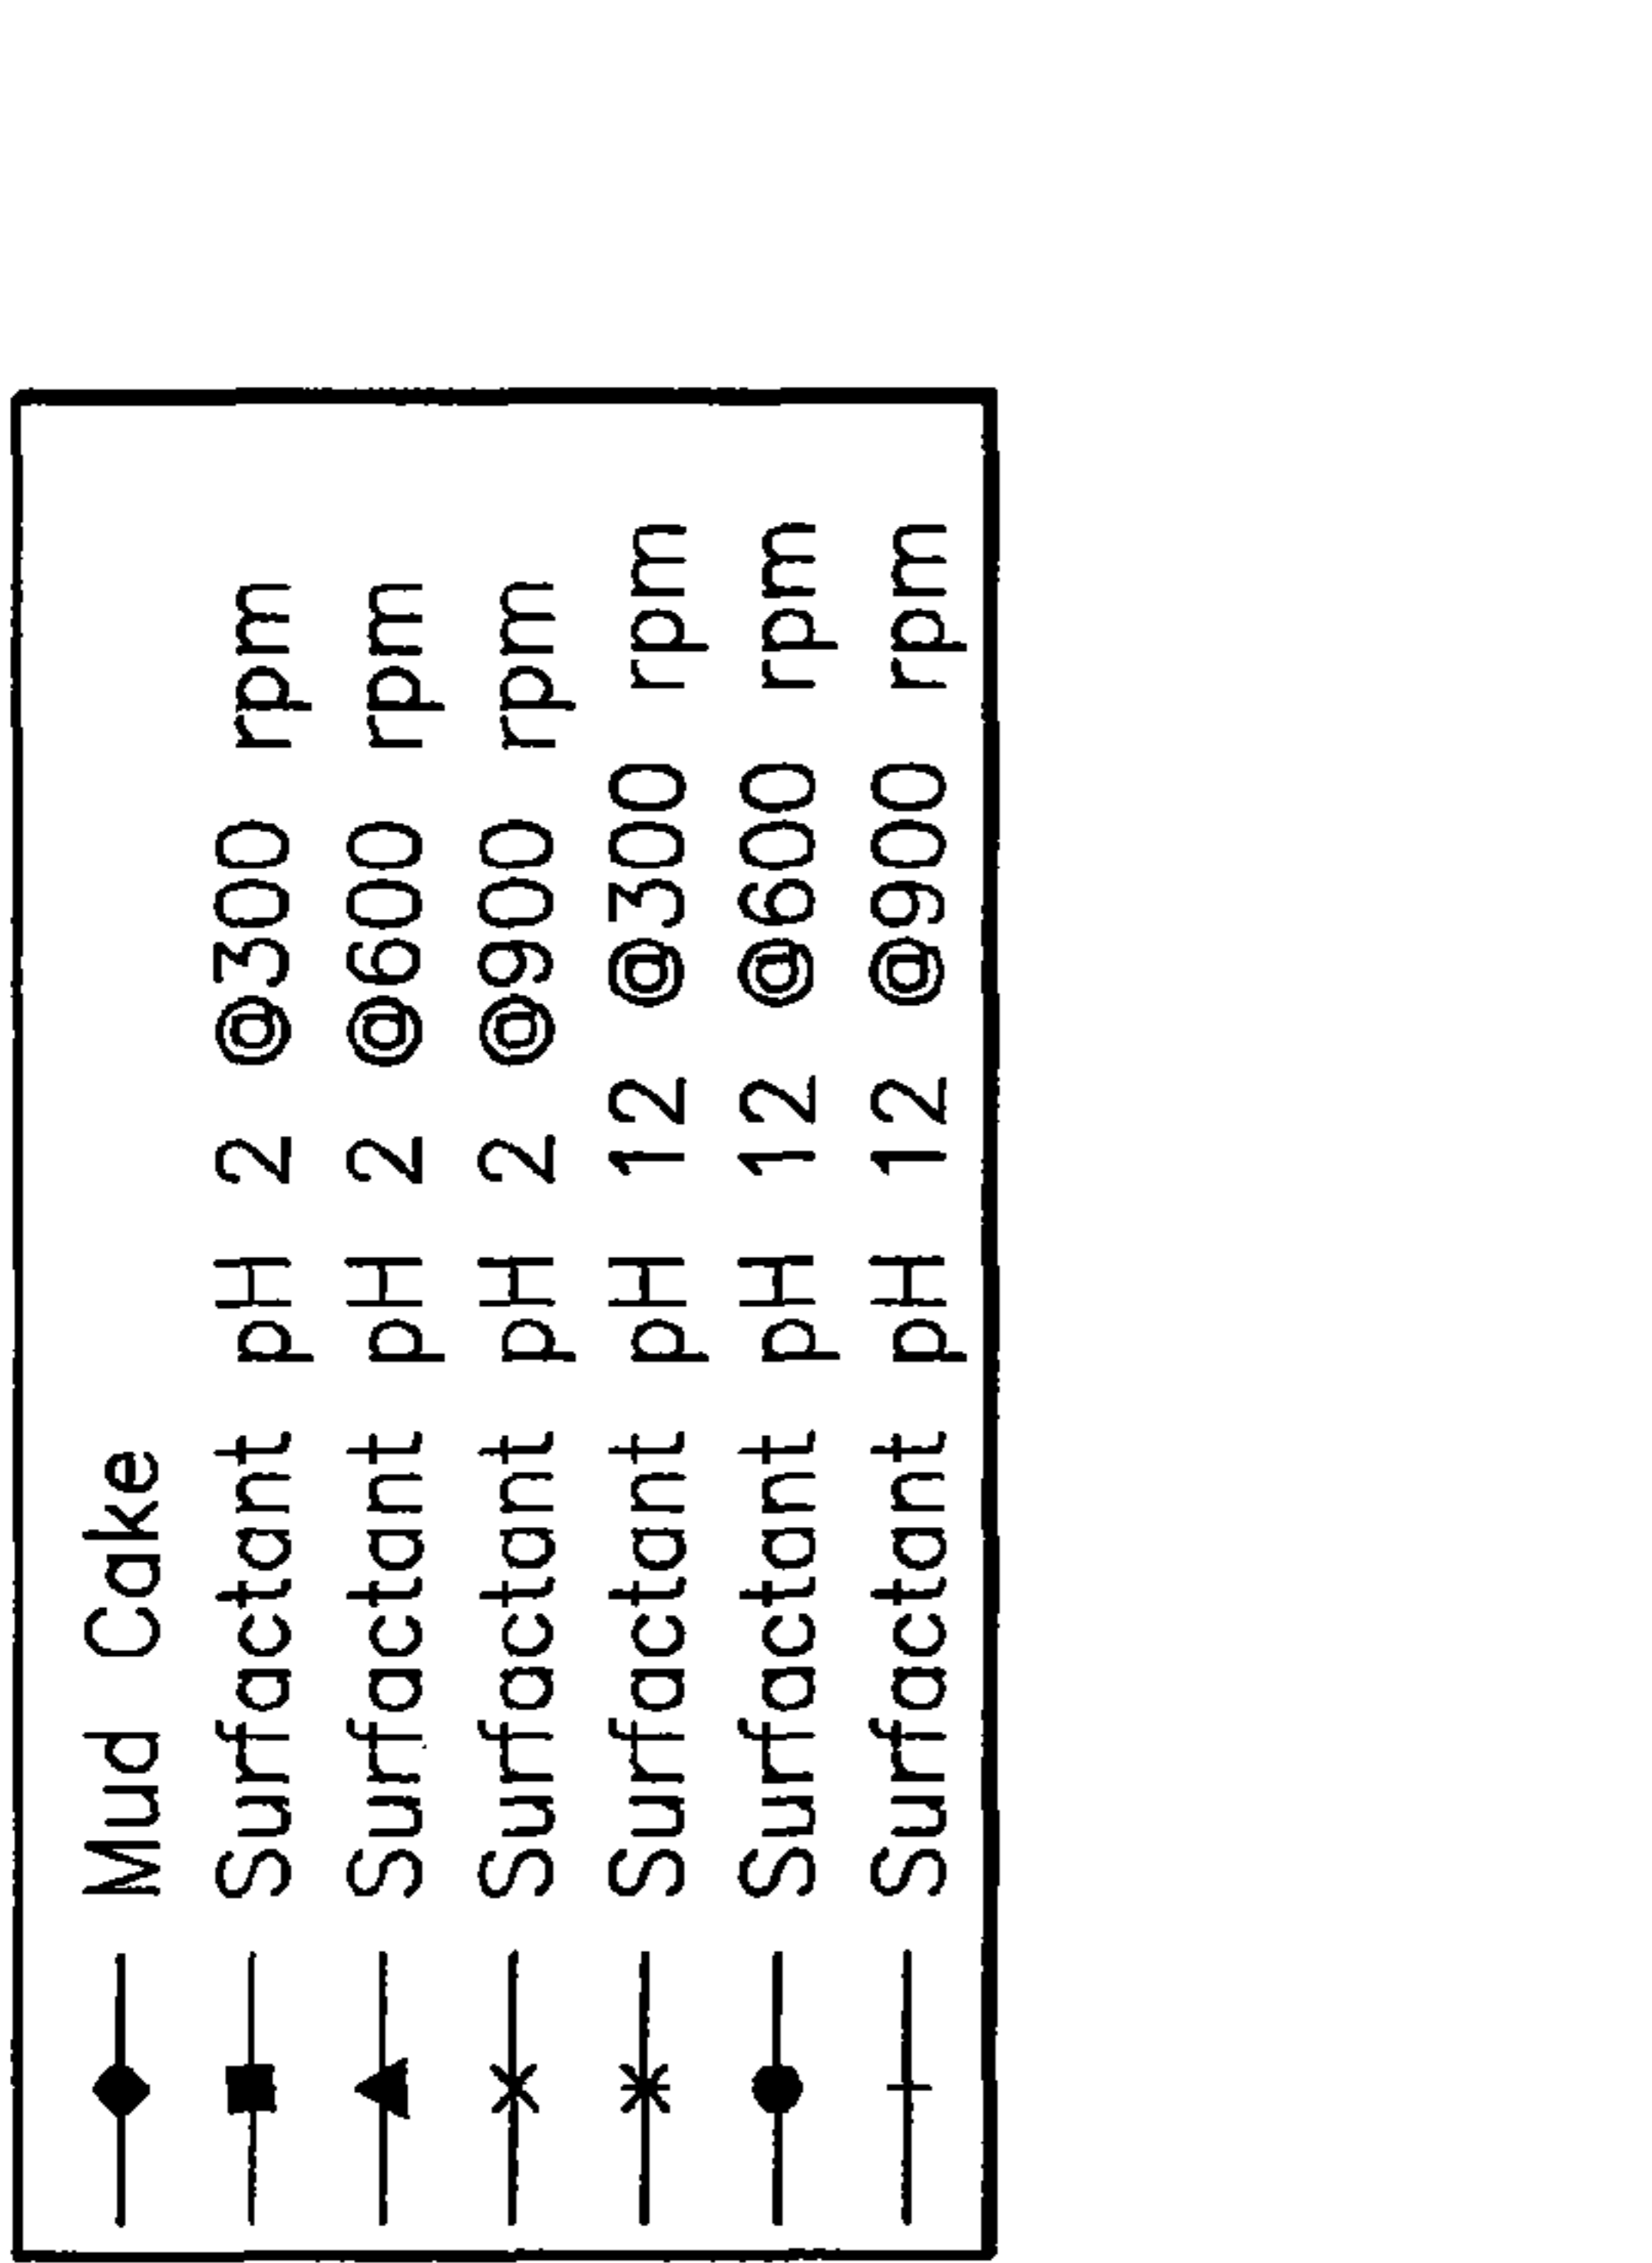 Mud Cake
Surfactant pH 2 @300 rpm
Surfactant pH 2 @600 rpm
Surfactant pH 2 @900 rpm
Surfactant pH 12 @300 rpm
Surfactant pH 12 @600 rpm
Surfactant pH 12 @900 rpm